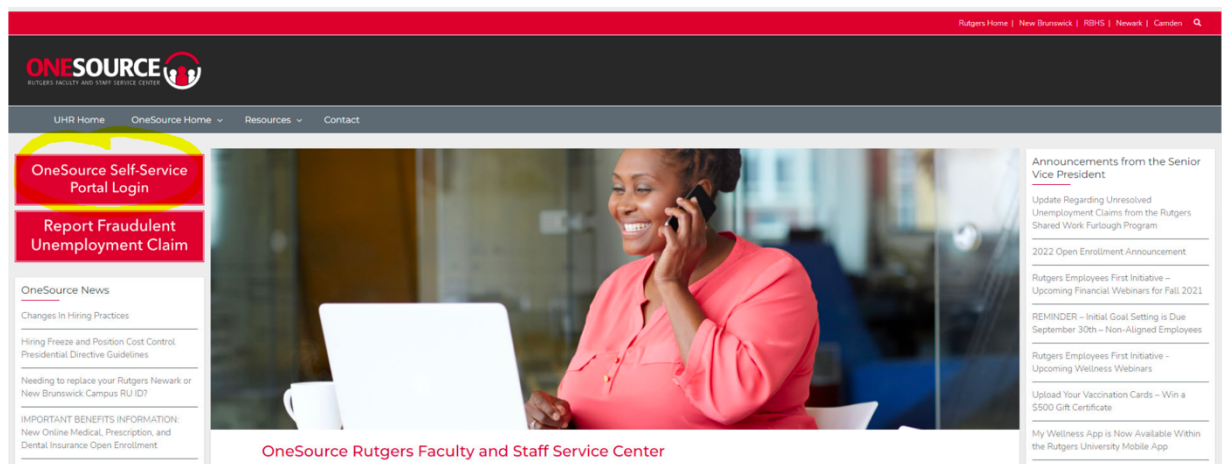 Rutgers Home | New Brunswick | RBHS | Newark | Camden
ONESOURCE
RUTGERS FACULTY AND STAFF SERVICE CENTER
UHR Home OneSource Home Resources Contact
OneSource Self-Service
Portal Login
Report Fraudulent
Unemployment Claim
OneSource News
Changes In Hiring Practices
Hiring Freeze and Position Cost Control
Presidential Directive Guidelines
Needing to replace your Rutgers Newark or
New Brunswick Campus RU ID?
IMPORTANT BENEFITS INFORMATION:
New Online Medical, Prescription, and
Dental Insurance Open Enrollment
OneSource Rutgers Faculty and Staff Service Center
Announcements from the Senior
Vice President
Update Regarding Unresolved
Unemployment Claims from the Rutgers
Shared Work Furlough Program
2022 Open Enrollment Announcement
Rutgers Employees First Initiative –
Upcoming Financial Webinars for Fall 2021
REMINDER – Initial Goal Setting is Due
September 30th – Non-Aligned Employees
Rutgers Employees First Initiative -
Upcoming Wellness Webinars
Upload Your Vaccination Cards – Win a
$500 Gift Certificate
My Wellness App is Now Available Within
the Rutgers University Mobile App